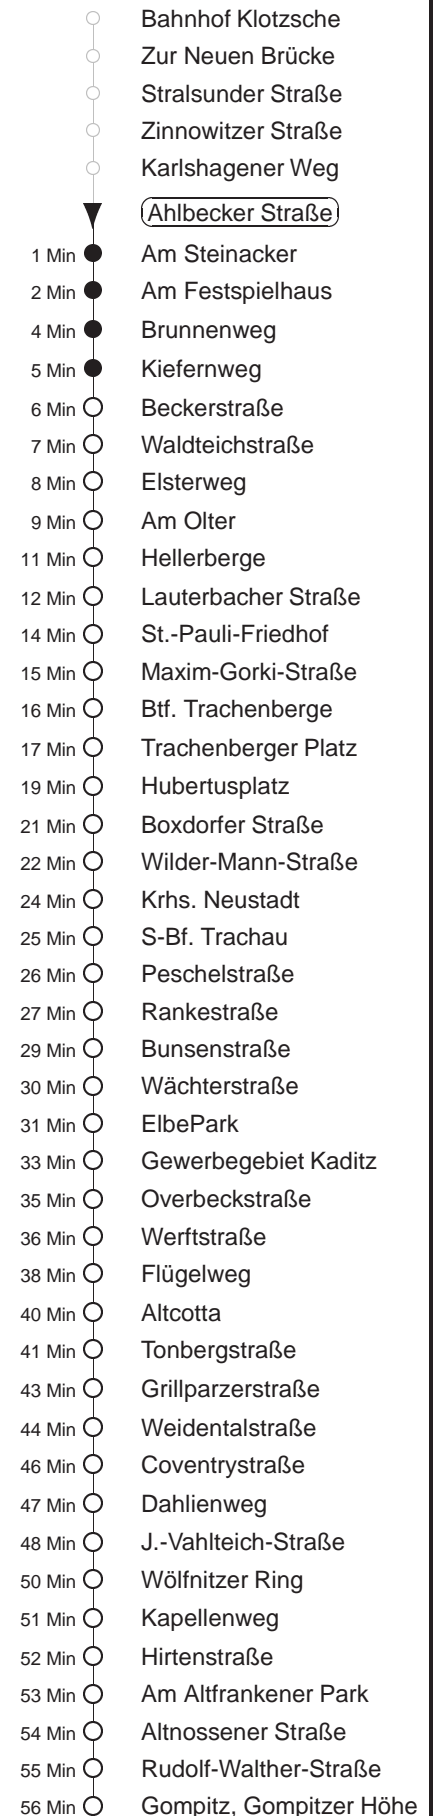 Bahnhof Klotzsche
Zur Neuen Brücke
Stralsunder Straße
Zinnowitzer Straße
Karlshagener Weg
Ahlbecker Straße
1 Min Am Steinacker
2 Min Am Festspielhaus
4 Min Brunnenweg
5 Min Kiefernweg
6 Min Beckerstraße
7 Min Waldteichstraße
8 Min Elsterweg
9 Min Am Olter
11 Min Hellerberge
12 Min Lauterbacher Straße
14 Min St.-Pauli-Friedhof
15 Min Maxim-Gorki-Straße
16 Min Btf. Trachenberge
17 Min Trachenberger Platz
19 Min Hubertusplatz
21 Min Boxdorfer Straße
22 Min Wilder-Mann-Straße
24 Min Krhs. Neustadt
25 Min S-Bf. Trachau
26 Min Peschelstraße
27 Min Rankestraße
29 Min Bunsenstraße
30 Min Wächterstraße
31 Min ElbePark
33 Min Gewerbegebiet Kaditz
35 Min Overbeckstraße
36 Min Werftstraße
38 Min Flügelweg
40 Min Altcotta
41 Min Tonbergstraße
43 Min Grillparzerstraße
44 Min Weidentalstraße
46 Min Coventrystraße
47 Min Dahlienweg
48 Min J.-Vahlteich-Straße
50 Min Wölfnitzer Ring
51 Min Kapellenweg
52 Min Hirtenstraße
53 Min Am Altfrankener Park
54 Min Altnossener Straße
55 Min Rudolf-Walther-Straße
56 Min Gompitz, Gompitzer Höhe